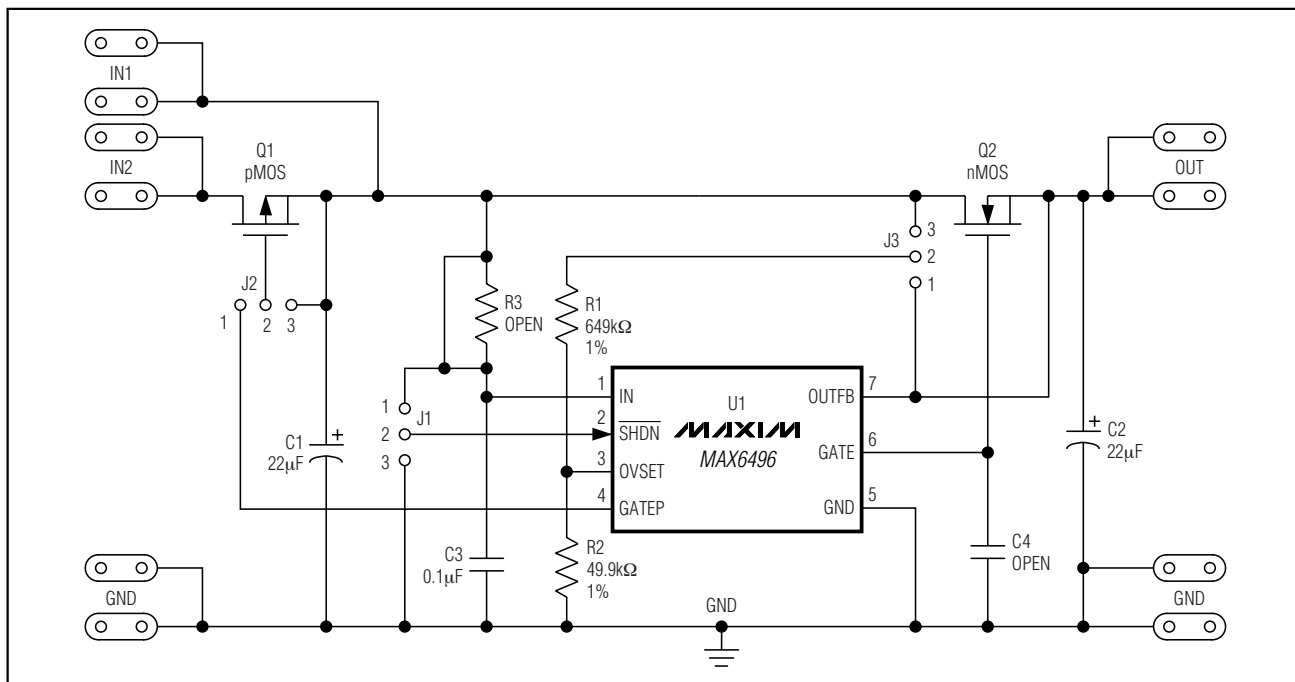 IN1
IN2
Q1
pMOS
Q2
nMOS
OUT
J2
1
2
3
J3
3
2
1
R3
OPEN
R1
649kΩ
1%
J1
1
2
3
C1
+
22μF
1
IN
2
SHDN
3
OVSET
4
GATEP
U1
MAXIM
MAX6496
7
OUTFB
6
GATE
5
GND
C2
+
22μF
C3
0.1μF
R2
49.9kΩ
1%
C4
OPEN
GND
GND
GND